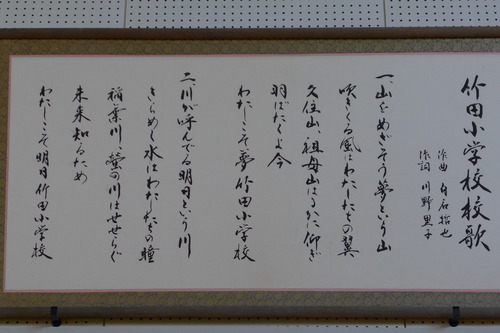 竹田小学校校歌
作曲 白石哲也
作詞 川野里子
一、山をめざそう夢という山
吹きくる風はわたしたちの翼
久住山、祖母山はるかに仰ぎ
羽ばたくよ今
わたしこそ夢 竹田小学校
二、川が呼んでる明日という川
きらめく水はわたしたちの瞳
稲葉川、蛍の川はせせらぐ
未来知るため
わたしこそ明日 竹田小学校